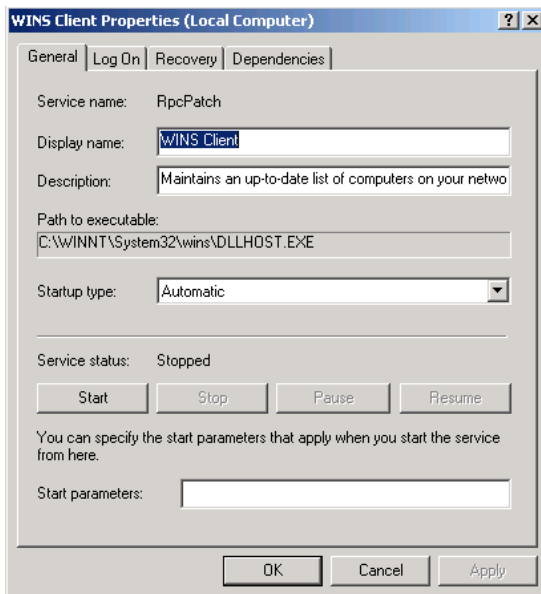 WINS Client Properties (Local Computer)
General Log On Recovery Dependencies
Service name: RpcPatch
Display name: WINS Client
Description: Maintains an up-to-date list of computers on your netwo
Path to executable:
C:\WINNT\System32\wins\DLLHOST.EXE
Startup type: Automatic
Service status: Stopped
Start Stop Pause Resume
You can specify the start parameters that apply when you start the service
from here.
Start parameters:
OK Cancel Apply